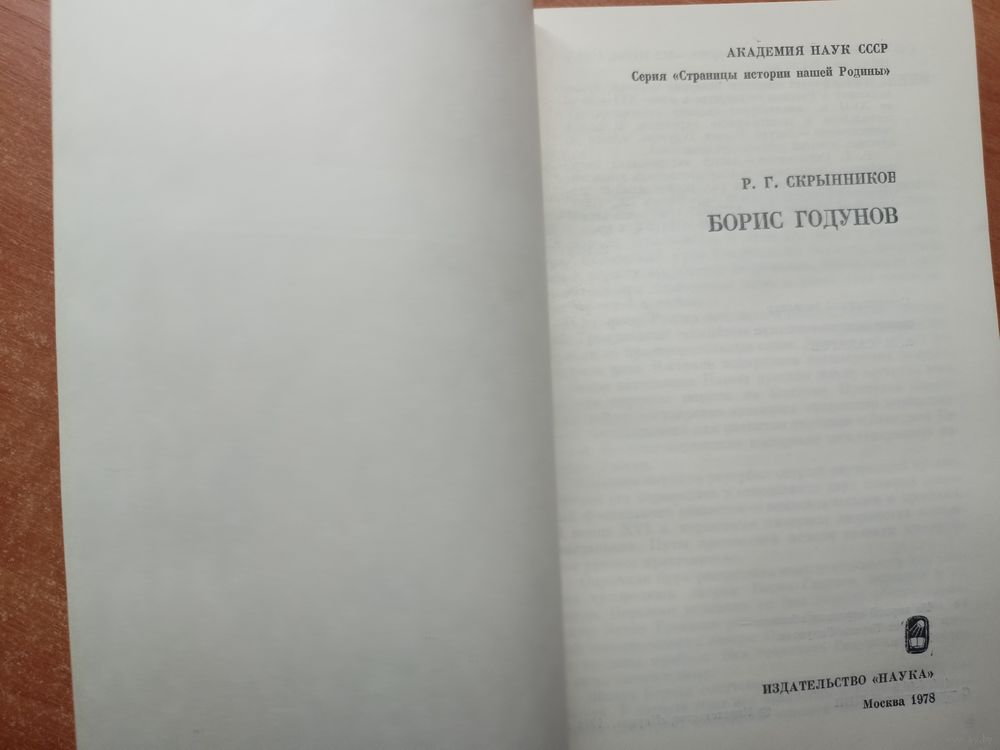 АКАДЕМИЯ НАУК СССР
Серия «Страницы истории нашей Родины»
Р. Г. СКРЫННИКОВ
БОРИС ГОДУНОВ
ИЗДАТЕЛЬСТВО «НАУКА»
Москва 1978